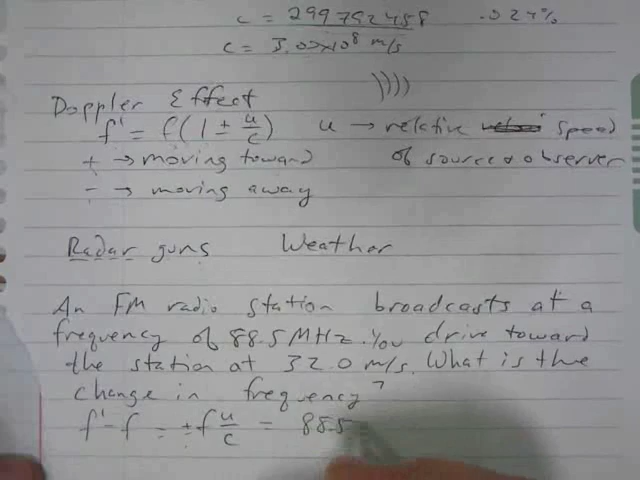 c = 299792458 .024%
c = 3.00x10⁸ m/s
Doppler Effect
f' = f(1 ± u/c) u → relative speed
+ → moving toward of source & observer
- → moving away
Radar guns Weather
An FM radio station broadcasts at a
frequency of 88.5 MHz. You drive toward
the station at 32.0 m/s. What is the
change in frequency?
f' - f = ± f u/c = 88.5